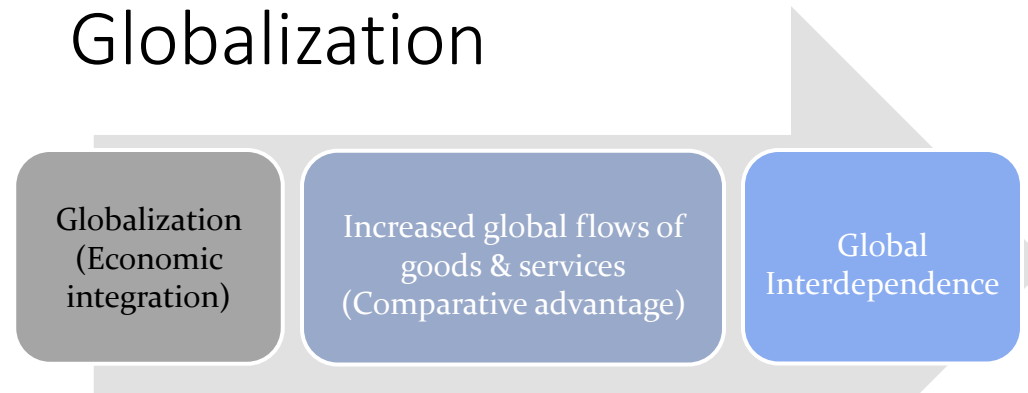 Globalization
Globalization
(Economic
integration)
Increased global flows of
goods & services
(Comparative advantage)
Global
Interdependence